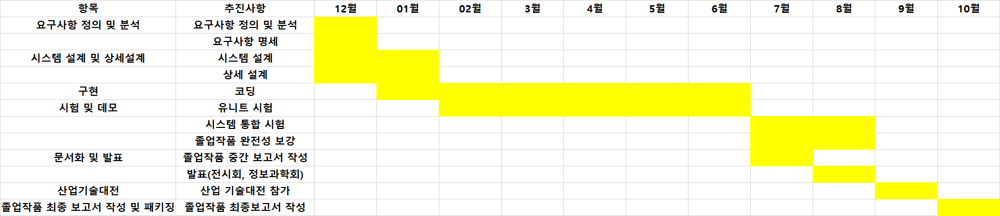 항목 추진사항 12월 01월 02월 3월 4월 5월 6월 7월 8월 9월 10월
요구사항 정의 및 분석 요구사항 정의 및 분석
요구사항 명세
시스템 설계 및 상세설계 시스템 설계
상세 설계
구현 코딩
시험 및 데모 유니트 시험
시스템 통합 시험
졸업작품 완전성 보강
문서화 및 발표 졸업작품 중간 보고서 작성
발표(전시회, 정보과학회)
산업기술대전 산업 기술대전 참가
졸업작품 최종 보고서 작성 및 패키징 졸업작품 최종보고서 작성